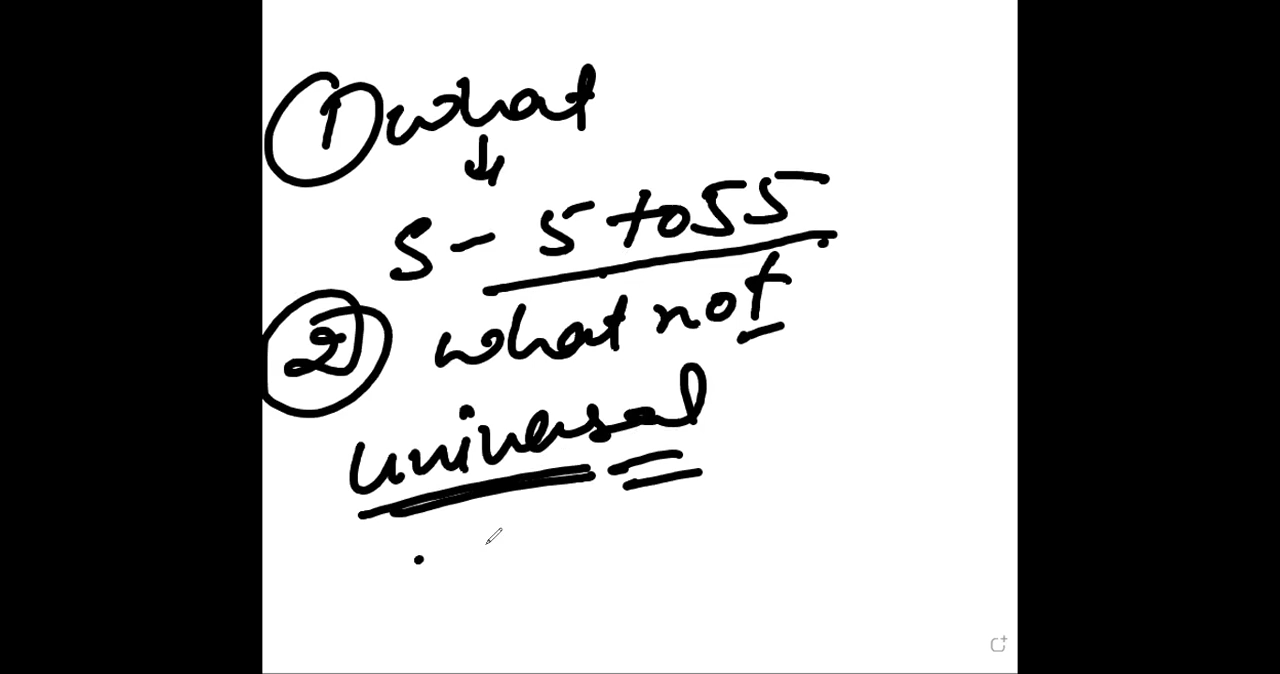 ① what
↓
S - 5 to 55
② what not
universal